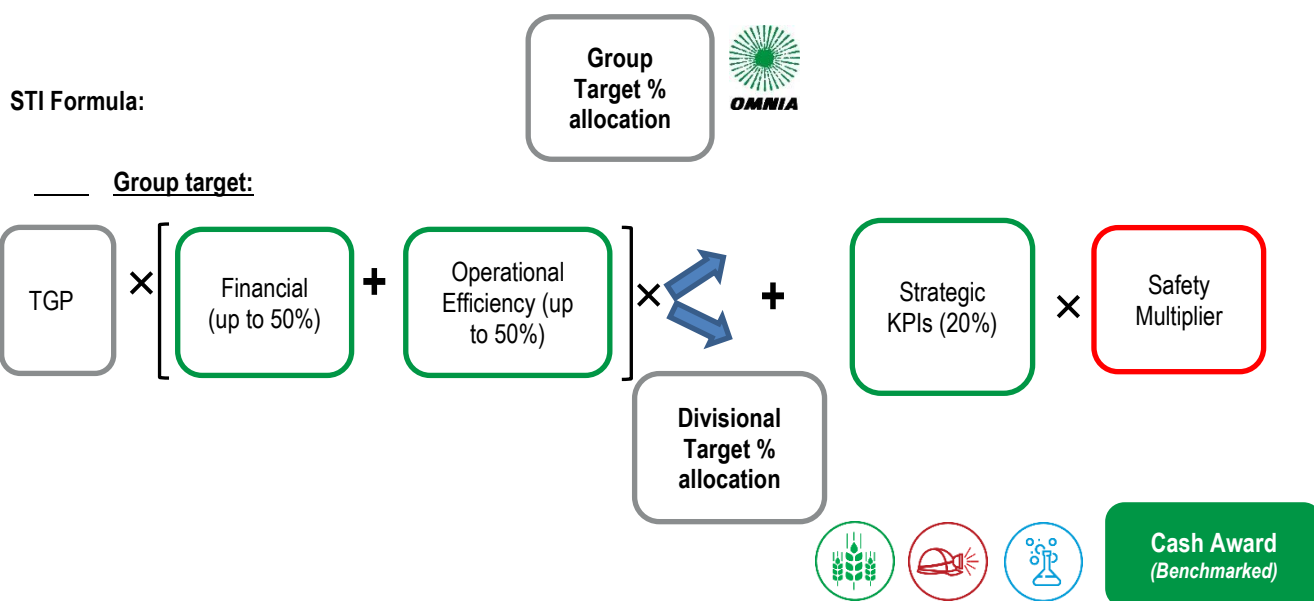 Group
Target %
allocation
OMNIA
STI Formula:
Group target:
TGP
×
[
Financial
(up to 50%)
+
Operational
Efficiency (up
to 50%)
]
×
+
Strategic
KPIs (20%)
×
Safety
Multiplier
Divisional
Target %
allocation
Cash Award
(Benchmarked)